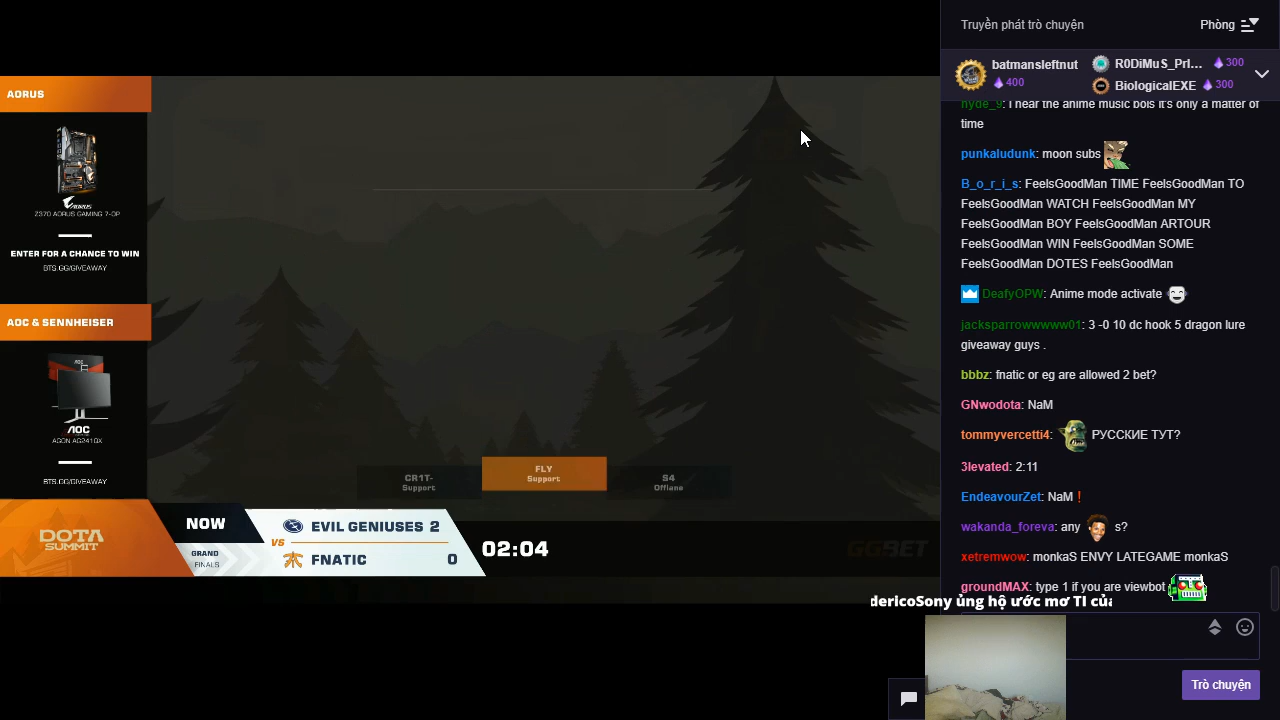 AORUS
AORUS
Z370 AORUS GAMING 7-OP
ENTER FOR A CHANCE TO WIN
BTS.GG/GIVEAWAY
AOC & SENNHEISER
AOC
AOC
AGON AG241QX
BTS.GG/GIVEAWAY
CR1T-
Support
FLY
Support
S4
Offlane
DOTA
SUMMIT
NOW
GRAND
FINALS
VS
EVIL GENIUSES 2
FNATIC 0
02:04
GGBET
Truyền phát trò chuyện
Phòng
batmansleftnut
400
R0DiMuS_Pri...
300
BiologicalEXE
300
hyde_9: I hear the anime music bois it's only a matter of
time
punkaludunk: moon subs
B_o_r_i_s: FeelsGoodMan TIME FeelsGoodMan TO
FeelsGoodMan WATCH FeelsGoodMan MY
FeelsGoodMan BOY FeelsGoodMan ARTOUR
FeelsGoodMan WIN FeelsGoodMan SOME
FeelsGoodMan DOTES FeelsGoodMan
DeafyOPW: Anime mode activate
jacksparrowwwww01: 3 -0 10 dc hook 5 dragon lure
giveaway guys .
bbbz: fnatic or eg are allowed 2 bet?
GNwodota: NaM
tommyvercetti4: РУССКИЕ ТУТ?
3levated: 2:11
EndeavourZet: NaM❗
wakanda_foreva: any s?
xetremwow: monkaS ENVY LATEGAME monkaS
groundMAX: type 1 if you are viewbot
dericoSony ủng hộ ước mơ TI củ
Trò chuyện